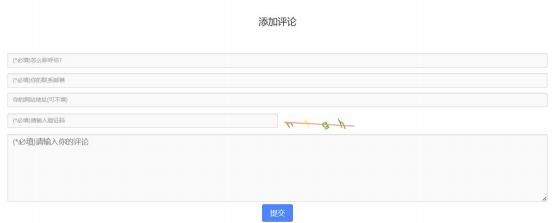 添加评论
(*必填)怎么称呼你?
(*必填)你的联系邮箱
你的网站地址(可不填)
(*必填)请输入验证码
(*必填)请输入你的评论
提交